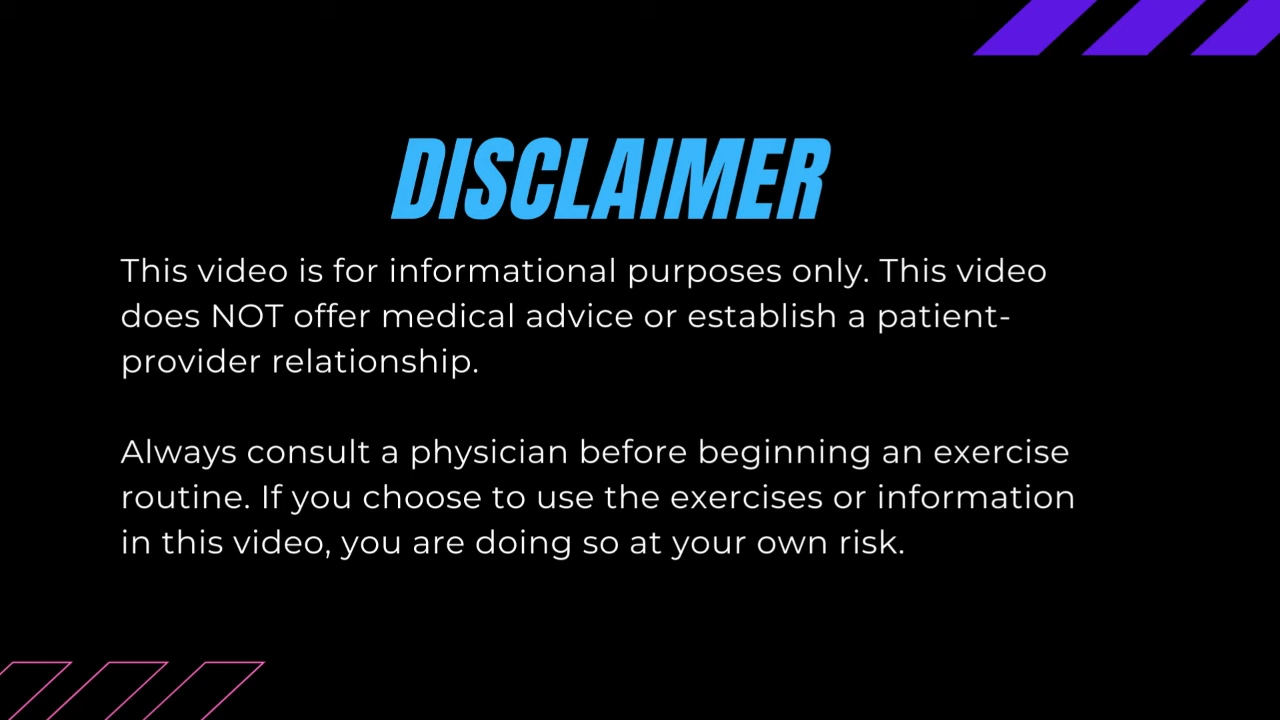 DISCLAIMER
This video is for informational purposes only. This video
does NOT offer medical advice or establish a patient-
provider relationship.
Always consult a physician before beginning an exercise
routine. If you choose to use the exercises or information
in this video, you are doing so at your own risk.